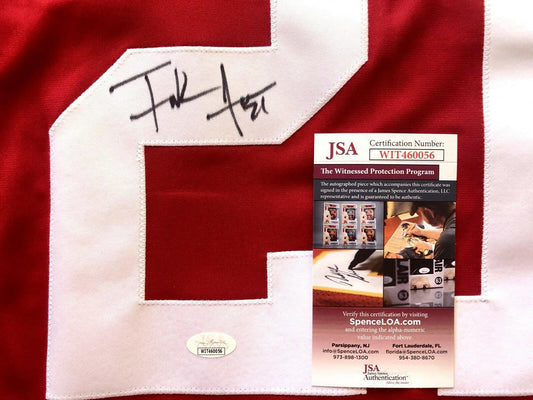 21
JSA
Certification Number:
WIT460056
The Witnessed Protection Program
The autographed piece which accompanies this certificate was
signed in the presence of a James Spence Authentication, LLC
representative and is guaranteed to be authentic.
Verify this certification by visiting
SpenceLOA.com
and entering the alpha-numeric
value indicated above.
Parsippany, NJ
info@SpenceLOA.com
973-898-1300
Fort Lauderdale, FL
florida@SpenceLOA.com
954-380-8670
JSA
James Spence
Authentication
WIT460056